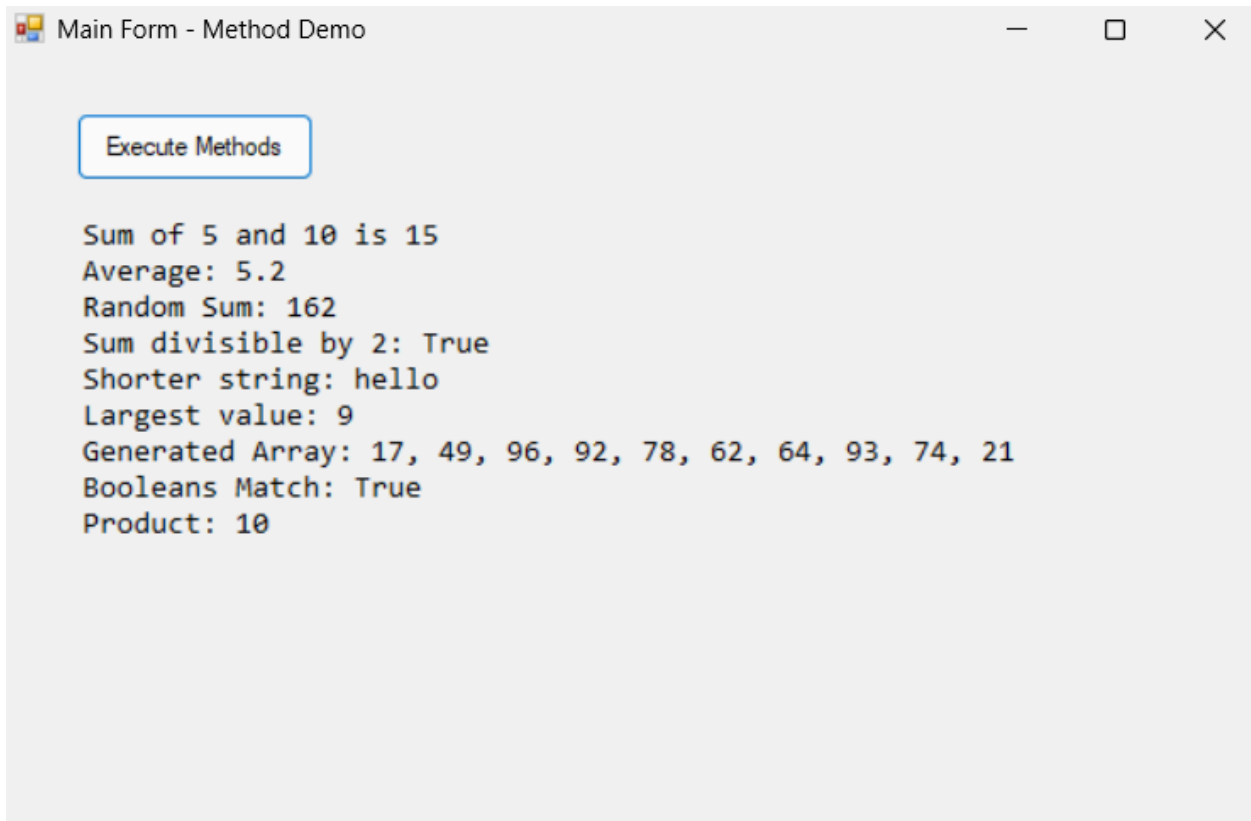 Main Form - Method Demo
Execute Methods
Sum of 5 and 10 is 15
Average: 5.2
Random Sum: 162
Sum divisible by 2: True
Shorter string: hello
Largest value: 9
Generated Array: 17, 49, 96, 92, 78, 62, 64, 93, 74, 21
Booleans Match: True
Product: 10